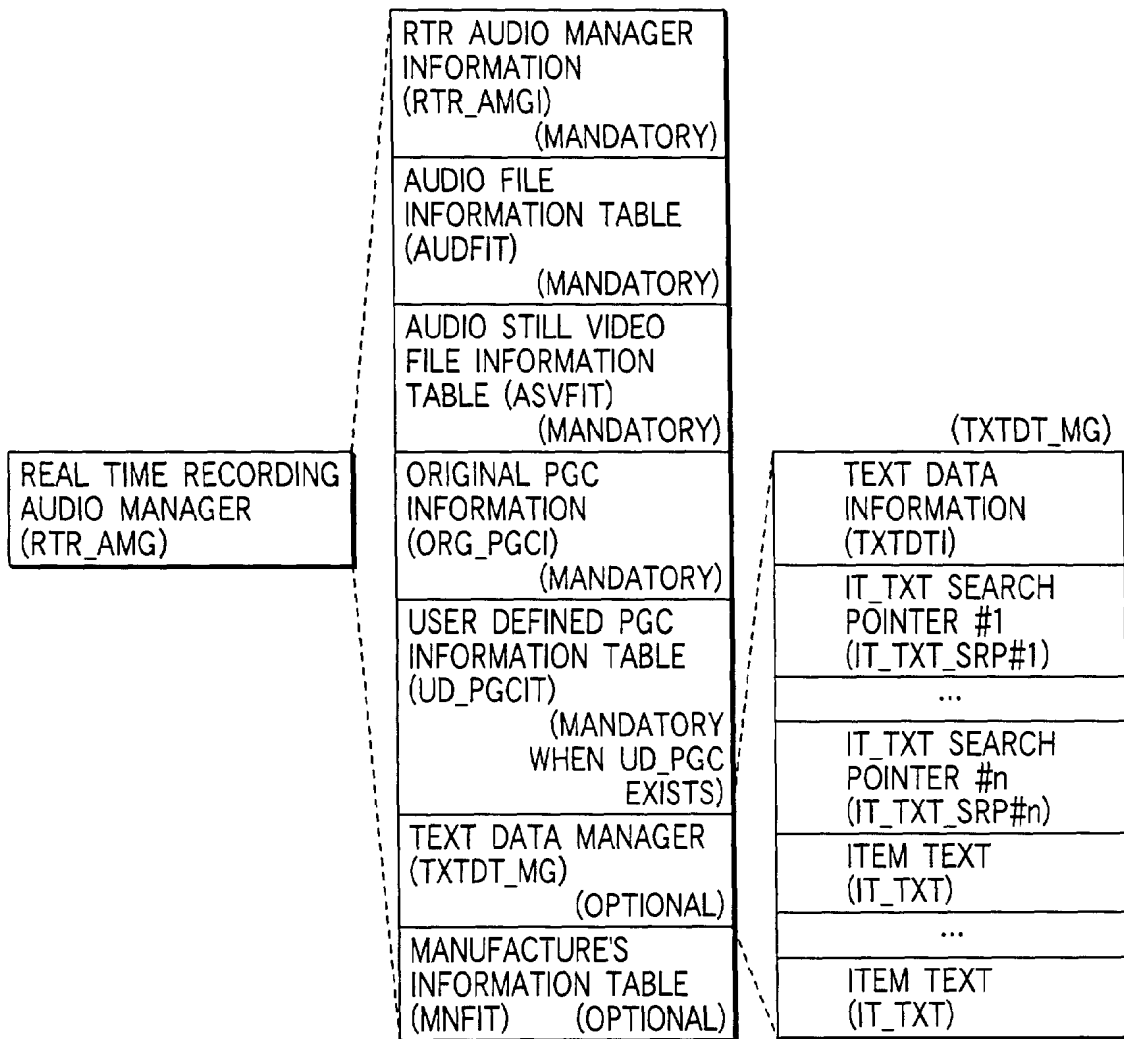 REAL TIME RECORDING
AUDIO MANAGER
(RTR_AMG)
RTR AUDIO MANAGER
INFORMATION
(RTR_AMGI)
(MANDATORY)
AUDIO FILE
INFORMATION TABLE
(AUDFIT)
(MANDATORY)
AUDIO STILL VIDEO
FILE INFORMATION
TABLE (ASVFIT)
(MANDATORY)
ORIGINAL PGC
INFORMATION
(ORG_PGCI)
(MANDATORY)
USER DEFINED PGC
INFORMATION TABLE
(UD_PGCIT)
(MANDATORY
WHEN UD_PGC
EXISTS)
TEXT DATA MANAGER
(TXTDT_MG)
(OPTIONAL)
MANUFACTURE'S
INFORMATION TABLE
(MNFIT) (OPTIONAL)
(TXTDT_MG)
TEXT DATA
INFORMATION
(TXTDTI)
IT_TXT SEARCH
POINTER #1
(IT_TXT_SRP#1)
...
IT_TXT SEARCH
POINTER #n
(IT_TXT_SRP#n)
ITEM TEXT
(IT_TXT)
...
ITEM TEXT
(IT_TXT)